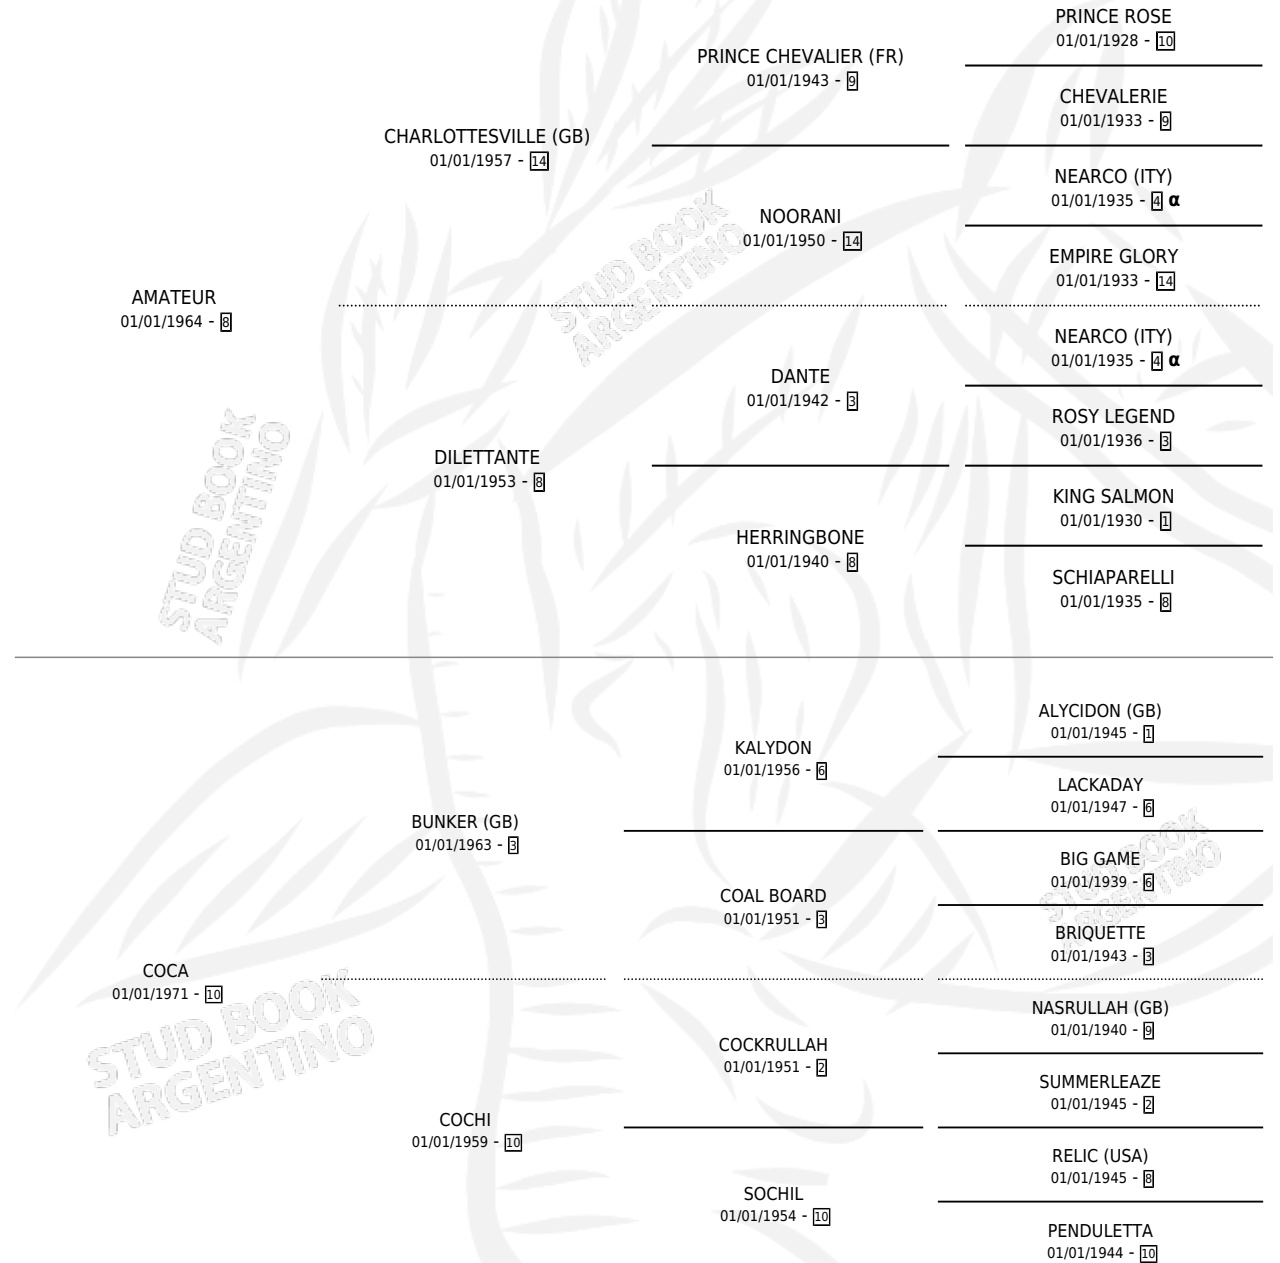 PRINCE ROSE
01/01/1928 - 10
PRINCE CHEVALIER (FR)
01/01/1943 - 9
CHEVALERIE
01/01/1933 - 9
CHARLOTTESVILLE (GB)
01/01/1957 - 14
NEARCO (ITY)
01/01/1935 - 4 α
NOORANI
01/01/1950 - 14
EMPIRE GLORY
01/01/1933 - 14
STUD BOOK
ARGENTINO
AMATEUR
01/01/1964 - 8
NEARCO (ITY)
01/01/1935 - 4 α
DANTE
01/01/1942 - 3
ROSY LEGEND
01/01/1936 - 3
DILETTANTE
01/01/1953 - 8
STUD BOOK
ARGENTINO
KING SALMON
01/01/1930 - 1
HERRINGBONE
01/01/1940 - 8
SCHIAPARELLI
01/01/1935 - 8
ALYCIDON (GB)
01/01/1945 - 1
KALYDON
01/01/1956 - 6
LACKADAY
01/01/1947 - 6
BUNKER (GB)
01/01/1963 - 3
STUD BOOK
ARGENTINO
BIG GAME
01/01/1939 - 6
COAL BOARD
01/01/1951 - 3
BRIQUETTE
01/01/1943 - 3
COCA
01/01/1971 - 10
STUD BOOK
ARGENTINO
NASRULLAH (GB)
01/01/1940 - 9
COCKRULLAH
01/01/1951 - 2
SUMMERLEAZE
01/01/1945 - 2
COCHI
01/01/1959 - 10
RELIC (USA)
01/01/1945 - 8
SOCHIL
01/01/1954 - 10
PENDULETTA
01/01/1944 - 10